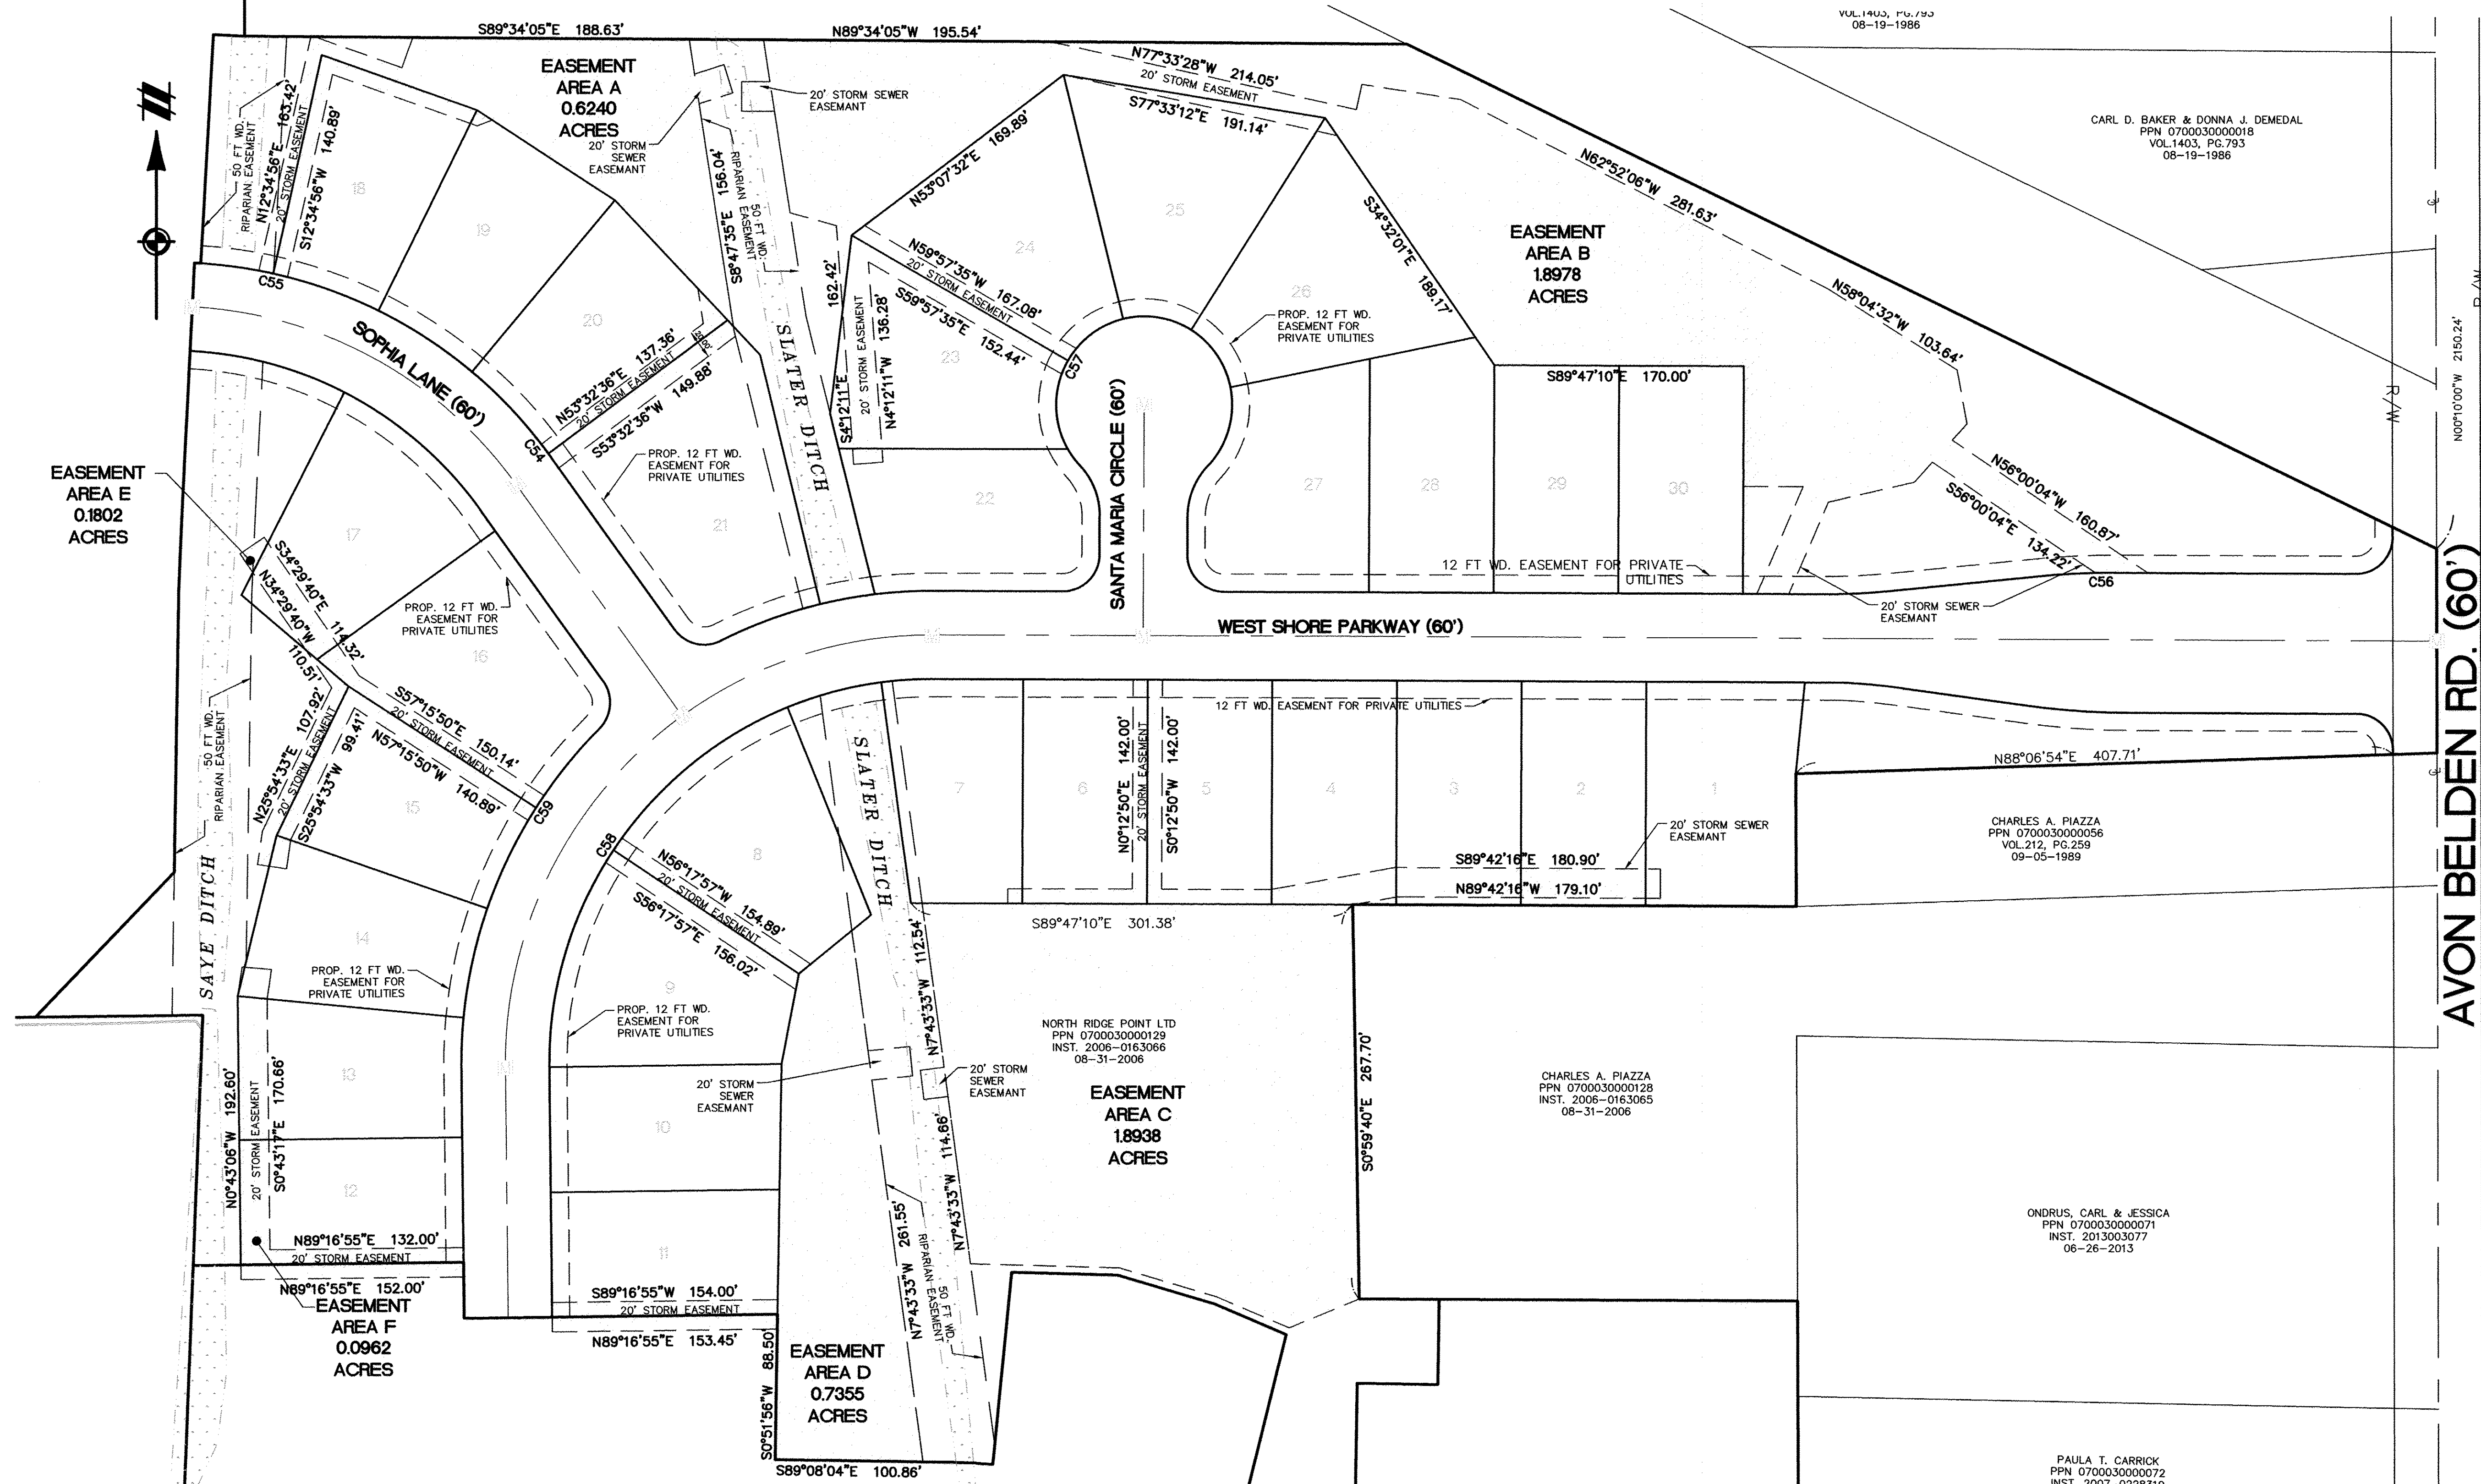 S89°34'05"E 188.63'
N89°34'05"W 195.54'
VOL.1403, PG.793
08-19-1986
EASEMENT
AREA A
0.6240
ACRES
20' STORM
SEWER
EASEMANT
20' STORM SEWER
EASEMANT
N77°33'28"W 214.05'
20' STORM EASEMENT
S77°33'12"E 191.14'
CARL D. BAKER & DONNA J. DEMEDAL
PPN 0700030000018
VOL.1403, PG.793
08-19-1986
50 FT WD.
RIPARIAN EASEMENT
N12°34'56"E 163.42'
20' STORM EASEMENT
S12°34'56"W 140.89'
18
19
20
21
S8°47'35"E 156.04'
RIPARIAN EASEMENT
50 FT WD.
N53°07'32"E 169.89'
24
25
26
N62°52'06"W 281.63'
S34°32'01"E 189.17'
EASEMENT
AREA B
1.8978
ACRES
N59°57'35"W 167.08'
20' STORM EASEMENT
S59°57'35"E 152.44'
162.42'
S4°12'11"E
20' STORM EASEMENT
N4°12'11"W 136.28'
23
C57
PROP. 12 FT WD.
EASEMENT FOR
PRIVATE UTILITIES
N58°04'32"W 103.64'
N00°10'00"W 2150.24'
R/W
R/W
C55
SOPHIA LANE (60')
N53°32'36"E 137.36'
20' STORM EASEMENT
20.00'
S53°32'36"W 149.88'
C54
PROP. 12 FT WD.
EASEMENT FOR
PRIVATE UTILITIES
SLATER DITCH
SANTA MARIA CIRCLE (60')
S89°47'10"E 170.00'
22
27
28
29
30
N56°00'04"W 160.87'
S56°00'04"E 134.22'
C56
12 FT WD. EASEMENT FOR PRIVATE
UTILITIES
20' STORM SEWER
EASEMANT
WEST SHORE PARKWAY (60')
AVON BELDEN RD. (60')
EASEMENT
AREA E
0.1802
ACRES
17
16
S34°29'40"E 114.32'
N34°29'40"W 110.51'
PROP. 12 FT WD.
EASEMENT FOR
PRIVATE UTILITIES
50 FT WD.
RIPARIAN EASEMENT
N25°54'33"E 107.92'
20' STORM EASEMENT
S25°54'33"W 99.41'
S57°15'50"E 150.14'
20' STORM EASEMENT
N57°15'50"W 140.89'
C59
15
14
SAYE DITCH
C58
8
N56°17'57"W 154.89'
20' STORM EASEMENT
S56°17'57"E 156.02'
9
SLATER DITCH
12 FT WD. EASEMENT FOR PRIVATE UTILITIES
7
6
5
4
3
2
1
N0°12'50"E 142.00'
20' STORM EASEMENT
S0°12'50"W 142.00'
S89°42'16"E 180.90'
N89°42'16"W 179.10'
20' STORM SEWER
EASEMANT
S89°47'10"E 301.38'
N88°06'54"E 407.71'
CHARLES A. PIAZZA
PPN 0700030000056
VOL.212, PG.259
09-05-1989
PROP. 12 FT WD.
EASEMENT FOR
PRIVATE UTILITIES
PROP. 12 FT WD.
EASEMENT FOR
PRIVATE UTILITIES
N7°43'33"W 112.54'
NORTH RIDGE POINT LTD
PPN 0700030000129
INST. 2006-0163066
08-31-2006
EASEMENT
AREA C
1.8938
ACRES
20' STORM
SEWER
EASEMANT
20' STORM
SEWER
EASEMANT
S0°59'40"E 267.70'
CHARLES A. PIAZZA
PPN 0700030000128
INST. 2006-0163065
08-31-2006
13
12
10
11
N0°43'06"W 192.60'
20' STORM EASEMENT
S0°43'17"E 170.66'
N89°16'55"E 132.00'
20' STORM EASEMENT
N89°16'55"E 152.00'
EASEMENT
AREA F
0.0962
ACRES
S89°16'55"W 154.00'
20' STORM EASEMENT
N89°16'55"E 153.45'
N7°43'33"W 114.66'
N7°43'33"W 261.55'
RIPARIAN EASEMENT
50 FT WD.
ONDRUS, CARL & JESSICA
PPN 0700030000071
INST. 2013003077
06-26-2013
S0°51'56"W 88.50'
EASEMENT
AREA D
0.7355
ACRES
S89°08'04"E 100.86'
PAULA T. CARRICK
PPN 0700030000072